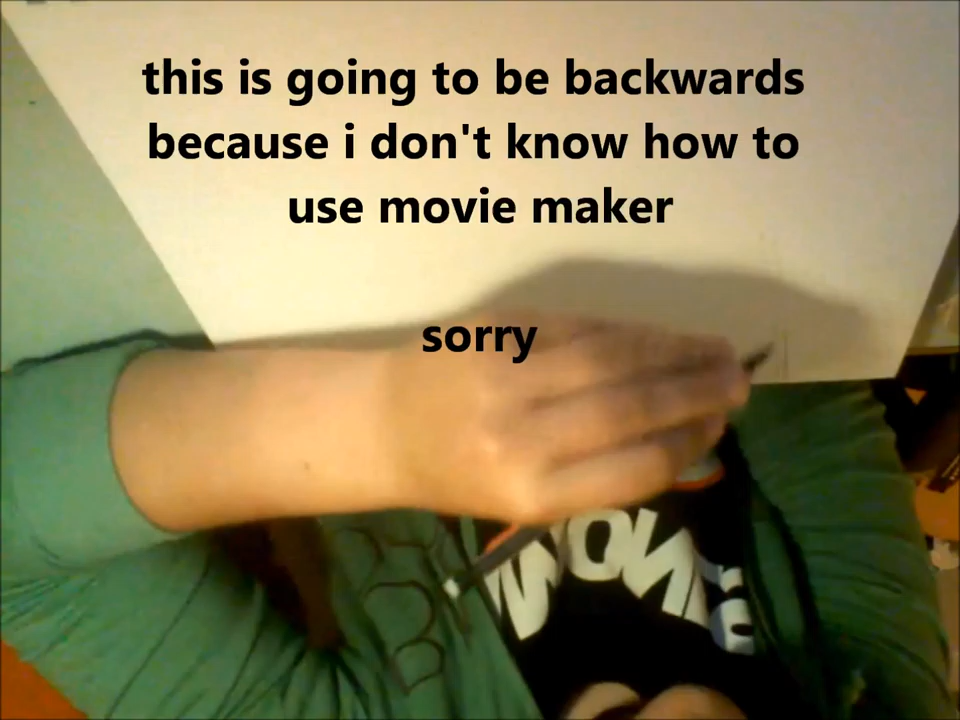 this is going to be backwards
because i don't know how to
use movie maker
sorry